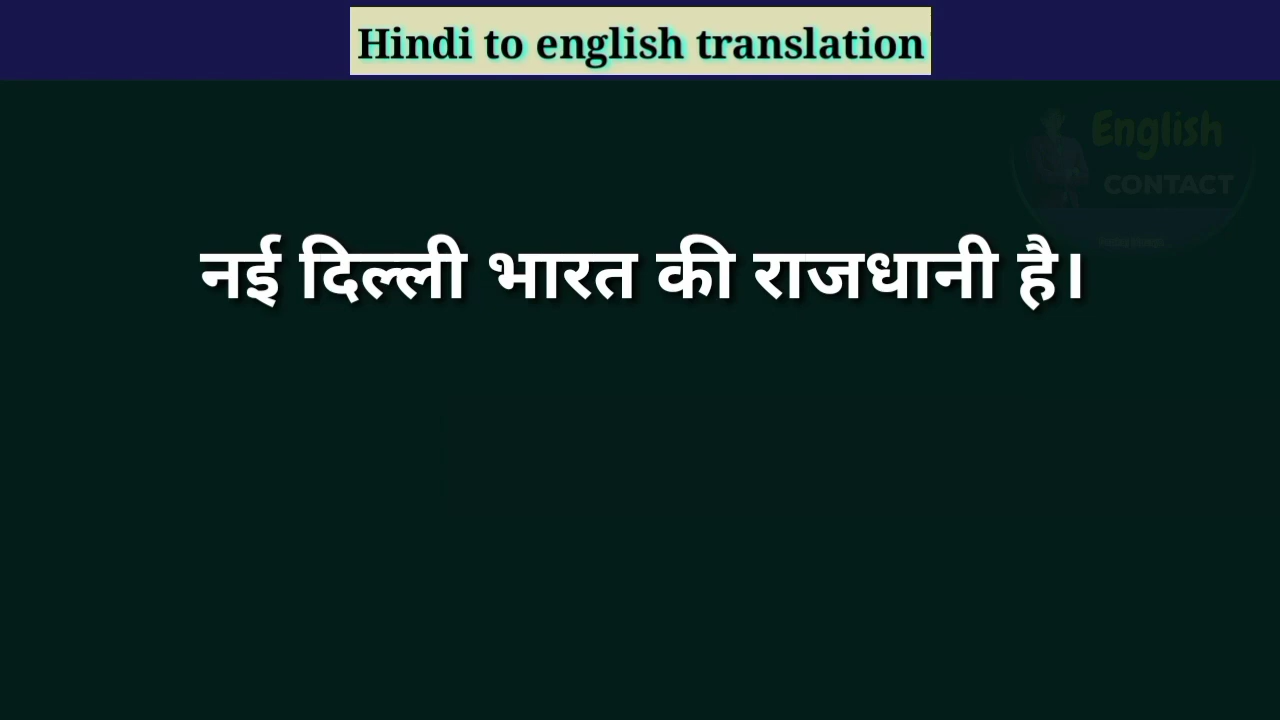 Hindi to english translation
English
CONTACT
नई दिल्ली भारत की राजधानी है।